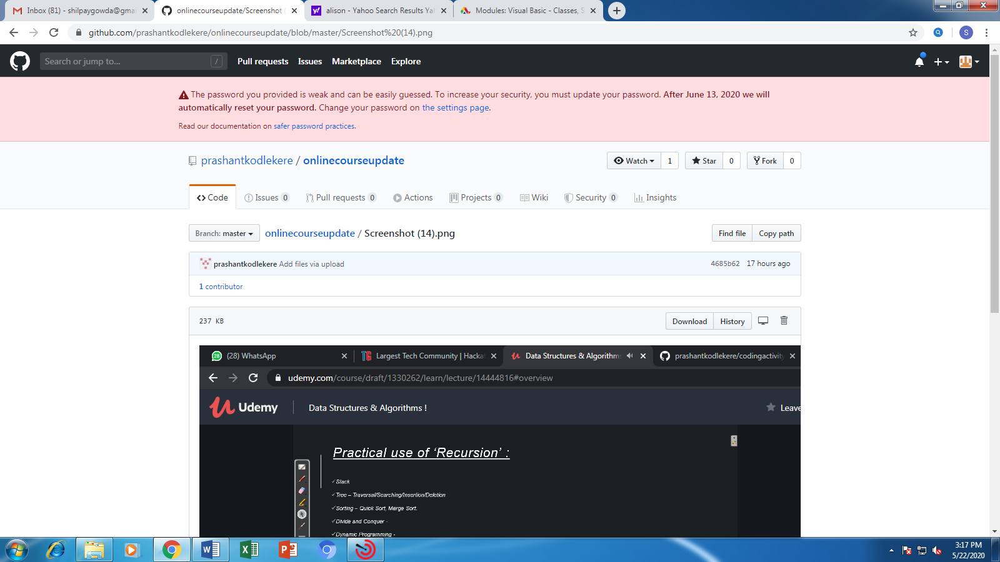 Inbox (81) - shilpaygowda@gma
onlinecourseupdate/Screenshot (
alison - Yahoo Search Results Ya
Modules: Visual Basic - Classes, S
github.com/prashantkodlekere/onlinecourseupdate/blob/master/Screenshot%20(14).png
S
Search or jump to...
/
Pull requests
Issues
Marketplace
Explore
The password you provided is weak and can be easily guessed. To increase your security, you must update your password. After June 13, 2020 we will
automatically reset your password. Change your password on the settings page.
Read our documentation on safer password practices.
prashantkodlekere / onlinecourseupdate
Watch 1
Star 0
Fork 0
Code
Issues 0
Pull requests 0
Actions
Projects 0
Wiki
Security 0
Insights
Branch: master
onlinecourseupdate / Screenshot (14).png
Find file
Copy path
prashantkodlekere Add files via upload
4685b62 17 hours ago
1 contributor
237 KB
Download
History
(28) WhatsApp
Largest Tech Community | Hacka
Data Structures & Algorithms
prashantkodlekere/codingactivity
udemy.com/course/draft/1330262/learn/lecture/14444816#overview
Udemy
Data Structures & Algorithms !
Leave
Practical use of ‘Recursion’ :
✓Stack
✓Tree – Traversal/Searching/Insertion/Deletion
✓Sorting – Quick Sort, Merge Sort.
✓Divide and Conquer -
✓Dynamic Programming -
3:17 PM
5/22/2020